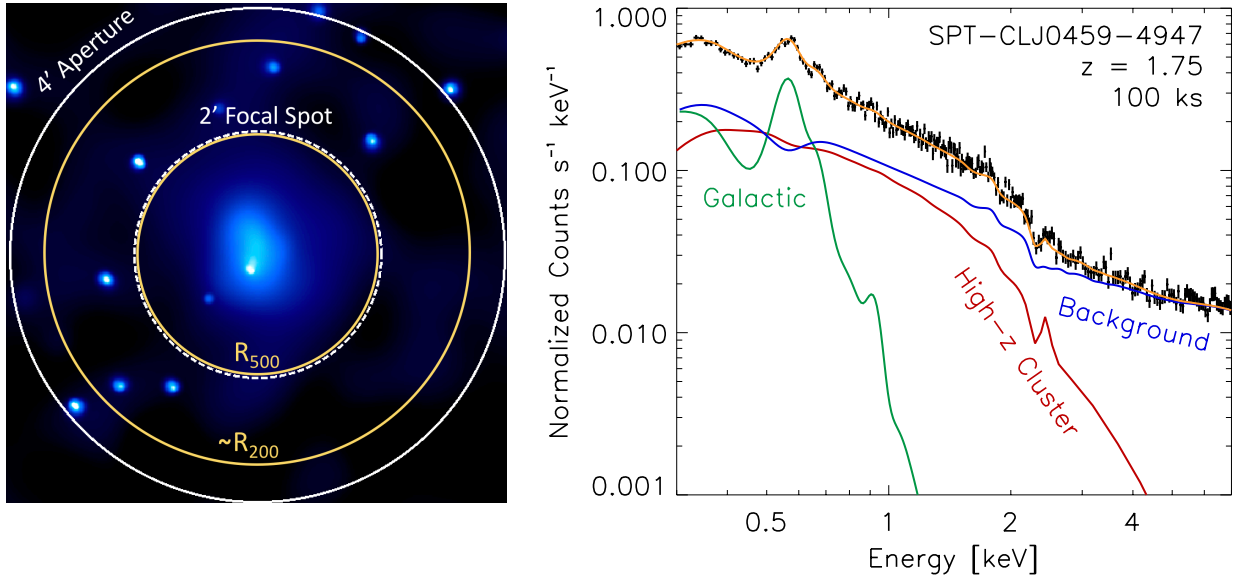 4' Aperture
2' Focal Spot
R500
~R200
SPT-CLJ0459-4947
z = 1.75
100 ks
Galactic
High-z Cluster
Background
Normalized Counts s⁻¹ keV⁻¹
1.000
0.100
0.010
0.001
0.5 1 2 4
Energy [keV]